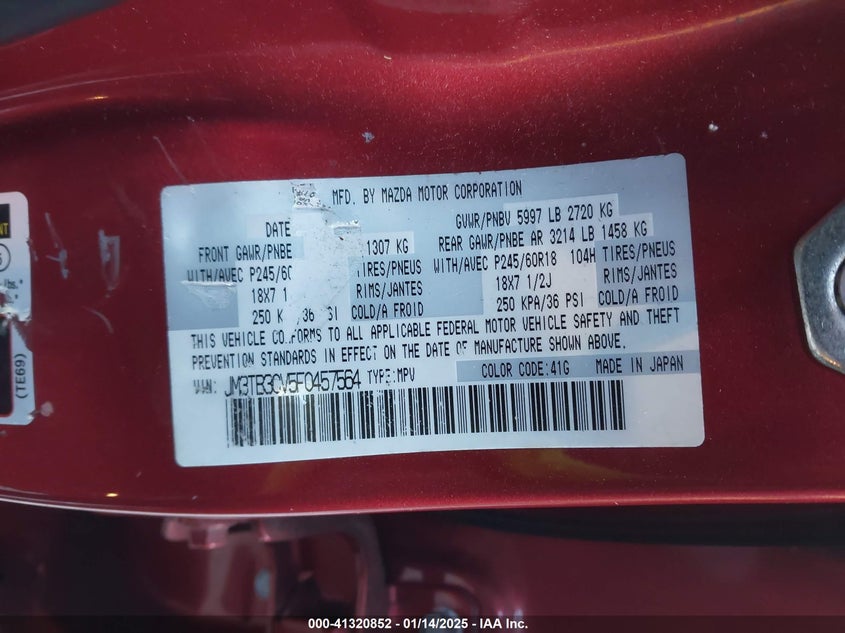 MFD. BY MAZDA MOTOR CORPORATION
DATE
GVWR/PNBV 5997 LB 2720 KG
FRONT GAWR/PNBE 1307 KG REAR GAWR/PNBE AR 3214 LB 1458 KG
WITH/AVEC P245/60 TIRES/PNEUS WITH/AVEC P245/60R18 104H TIRES/PNEUS
18X7 1 RIMS/JANTES 18X7 1/2J RIMS/JANTES
250 K /36 SI COLD/A FROID 250 KPA/36 PSI COLD/A FROID
THIS VEHICLE CO.FORMS TO ALL APPLICABLE FEDERAL MOTOR VEHICLE SAFETY AND THEFT
PREVENTION STANDARDS IN EFFECT ON THE DATE OF MANUFACTURE SHOWN ABOVE.
VIN: JM3TB3CV5F0457564 TYPE:MPV COLOR CODE:41G MADE IN JAPAN
(TE69)
000-41320852 — 01/14/2025 — IAA Inc.